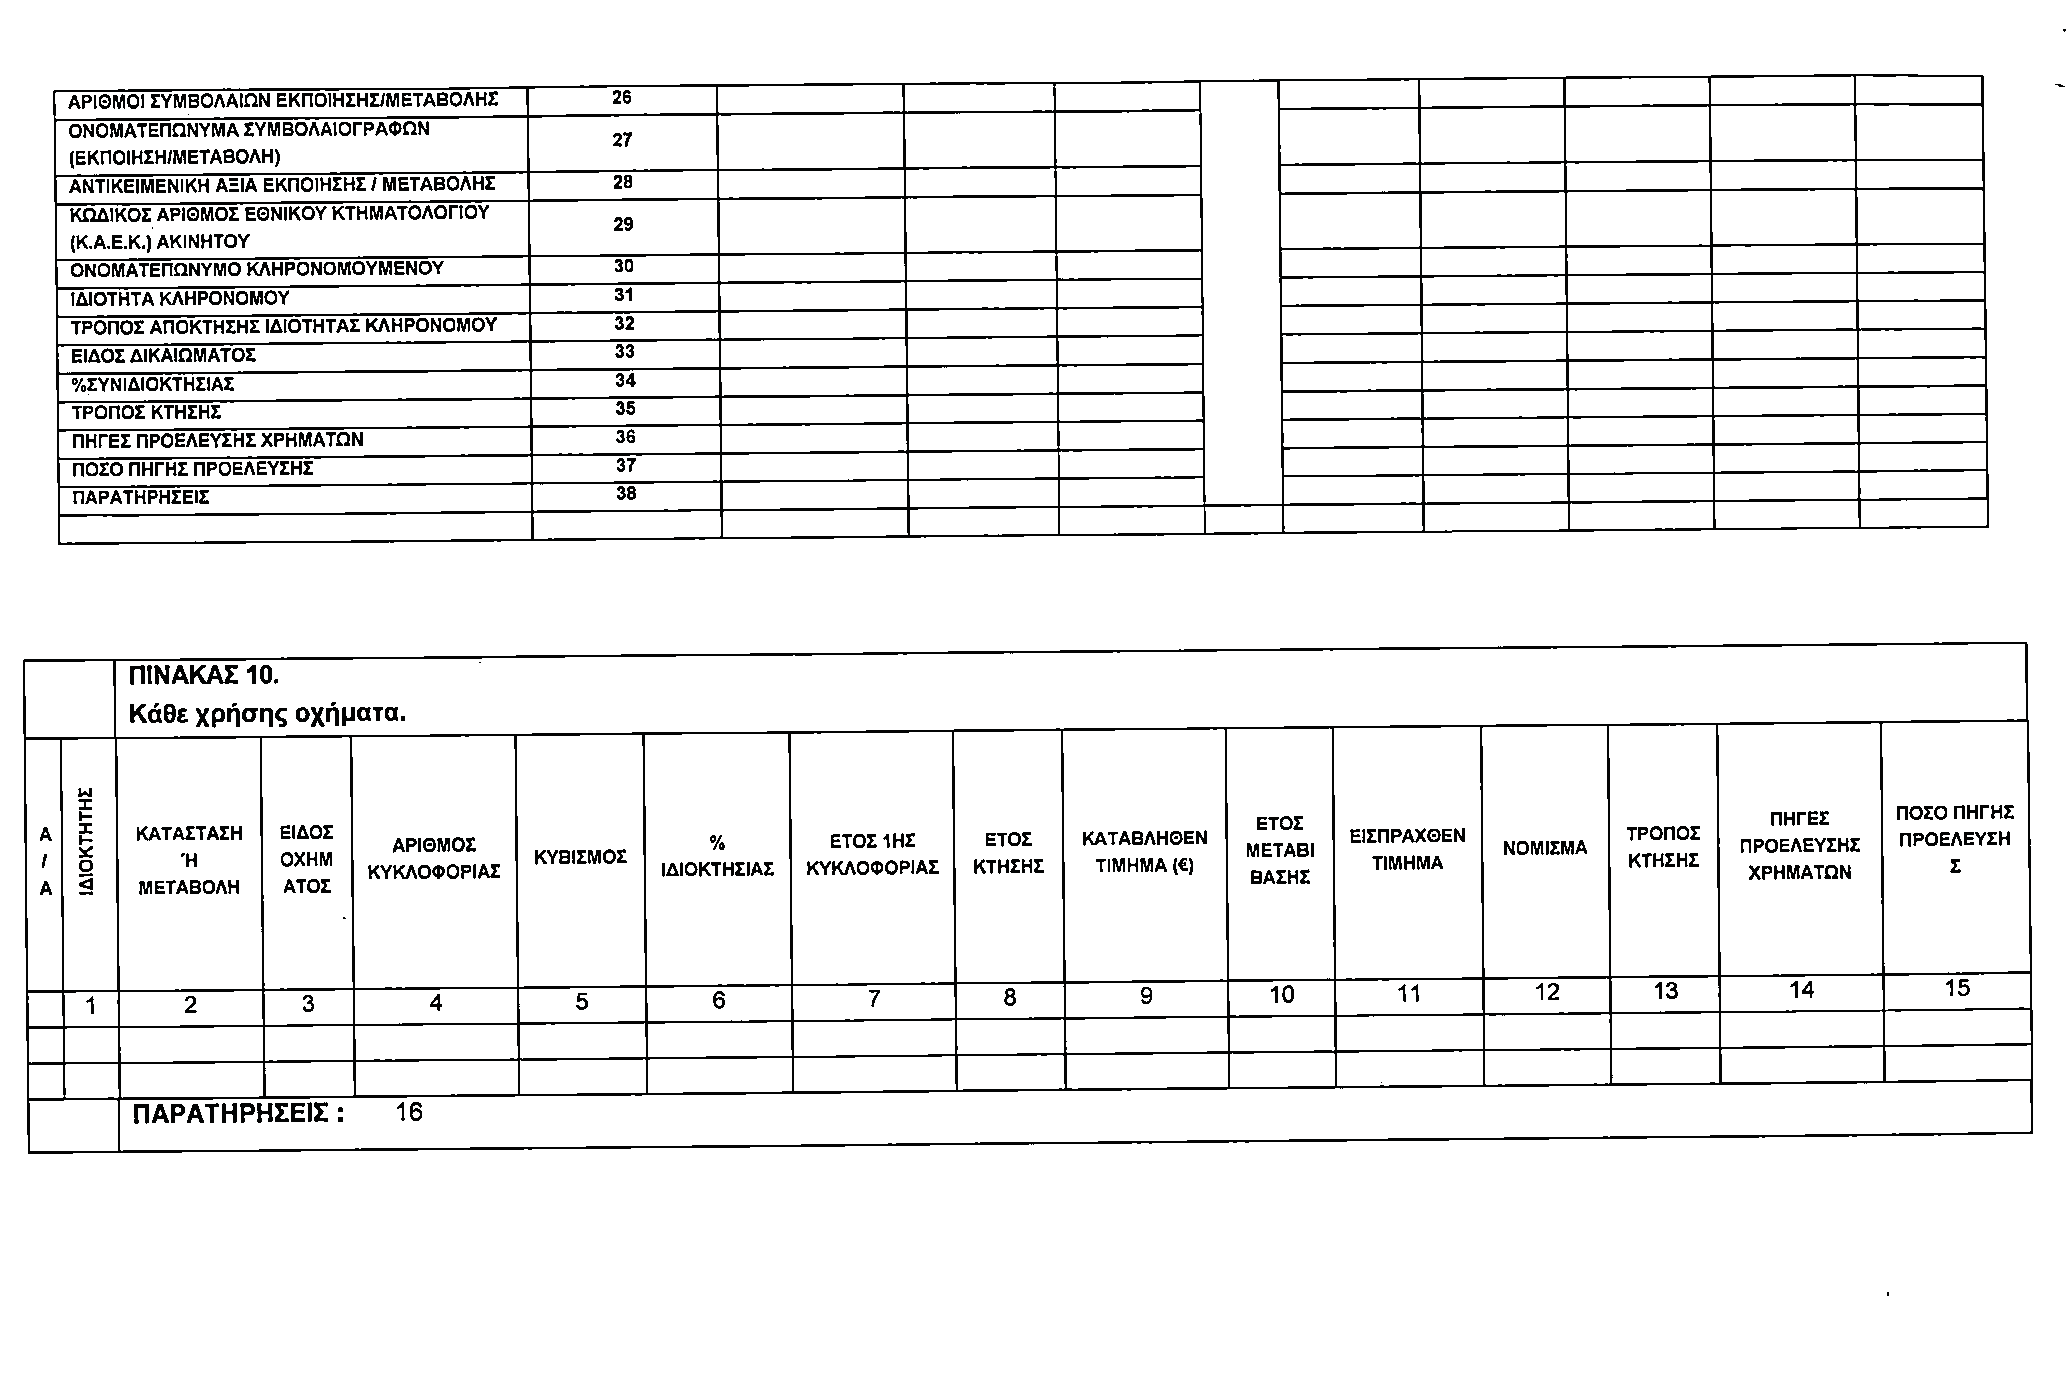 ΑΡΙΘΜΟΙ ΣΥΜΒΟΛΑΙΩΝ ΕΚΠΟΙΗΣΗΣ/ΜΕΤΑΒΟΛΗΣ 26
ΟΝΟΜΑΤΕΠΩΝΥΜΑ ΣΥΜΒΟΛΑΙΟΓΡΑΦΩΝ
(ΕΚΠΟΙΗΣΗ/ΜΕΤΑΒΟΛΗ) 27
ΑΝΤΙΚΕΙΜΕΝΙΚΗ ΑΞΙΑ ΕΚΠΟΙΗΣΗΣ / ΜΕΤΑΒΟΛΗΣ 28
ΚΩΔΙΚΟΣ ΑΡΙΘΜΟΣ ΕΘΝΙΚΟΥ ΚΤΗΜΑΤΟΛΟΓΙΟΥ
(Κ.Α.Ε.Κ.) ΑΚΙΝΗΤΟΥ 29
ΟΝΟΜΑΤΕΠΩΝΥΜΟ ΚΛΗΡΟΝΟΜΟΥΜΕΝΟΥ 30
ΙΔΙΟΤΗΤΑ ΚΛΗΡΟΝΟΜΟΥ 31
ΤΡΟΠΟΣ ΑΠΟΚΤΗΣΗΣ ΙΔΙΟΤΗΤΑΣ ΚΛΗΡΟΝΟΜΟΥ 32
ΕΙΔΟΣ ΔΙΚΑΙΩΜΑΤΟΣ 33
%ΣΥΝΙΔΙΟΚΤΗΣΙΑΣ 34
ΤΡΟΠΟΣ ΚΤΗΣΗΣ 35
ΠΗΓΕΣ ΠΡΟΕΛΕΥΣΗΣ ΧΡΗΜΑΤΩΝ 36
ΠΟΣΟ ΠΗΓΗΣ ΠΡΟΕΛΕΥΣΗΣ 37
ΠΑΡΑΤΗΡΗΣΕΙΣ 38
ΠΙΝΑΚΑΣ 10.
Κάθε χρήσης οχήματα.
Α
/
Α
ΙΔΙΟΚΤΗΤΗΣ
ΚΑΤΑΣΤΑΣΗ
Ή
ΜΕΤΑΒΟΛΗ
ΕΙΔΟΣ
ΟΧΗΜ
ΑΤΟΣ
ΑΡΙΘΜΟΣ
ΚΥΚΛΟΦΟΡΙΑΣ
ΚΥΒΙΣΜΟΣ
%
ΙΔΙΟΚΤΗΣΙΑΣ
ΕΤΟΣ 1ΗΣ
ΚΥΚΛΟΦΟΡΙΑΣ
ΕΤΟΣ
ΚΤΗΣΗΣ
ΚΑΤΑΒΛΗΘΕΝ
ΤΙΜΗΜΑ (€)
ΕΤΟΣ
ΜΕΤΑΒΙ
ΒΑΣΗΣ
ΕΙΣΠΡΑΧΘΕΝ
ΤΙΜΗΜΑ
ΝΟΜΙΣΜΑ
ΤΡΟΠΟΣ
ΚΤΗΣΗΣ
ΠΗΓΕΣ
ΠΡΟΕΛΕΥΣΗΣ
ΧΡΗΜΑΤΩΝ
ΠΟΣΟ ΠΗΓΗΣ
ΠΡΟΕΛΕΥΣΗ
Σ
1 2 3 4 5 6 7 8 9 10 11 12 13 14 15
ΠΑΡΑΤΗΡΗΣΕΙΣ : 16